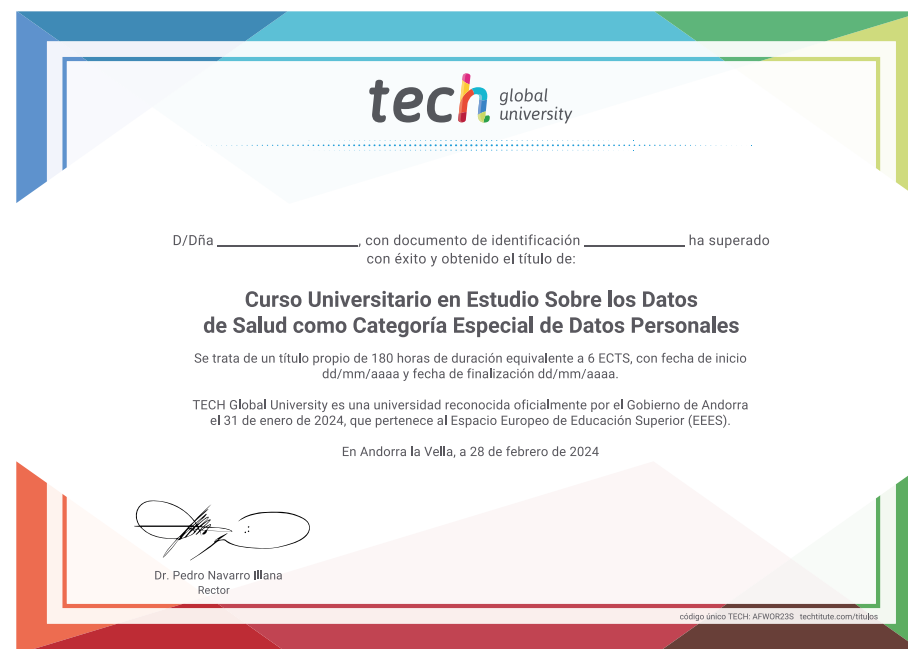 tech global university
D/Dña ____________________, con documento de identificación ______________ ha superado
con éxito y obtenido el título de:
Curso Universitario en Estudio Sobre los Datos
de Salud como Categoría Especial de Datos Personales
Se trata de un título propio de 180 horas de duración equivalente a 6 ECTS, con fecha de inicio
dd/mm/aaaa y fecha de finalización dd/mm/aaaa.
TECH Global University es una universidad reconocida oficialmente por el Gobierno de Andorra
el 31 de enero de 2024, que pertenece al Espacio Europeo de Educación Superior (EEES).
En Andorra la Vella, a 28 de febrero de 2024
Dr. Pedro Navarro Illana
Rector
código único TECH: AFWOR23S techtitute.com/titulos